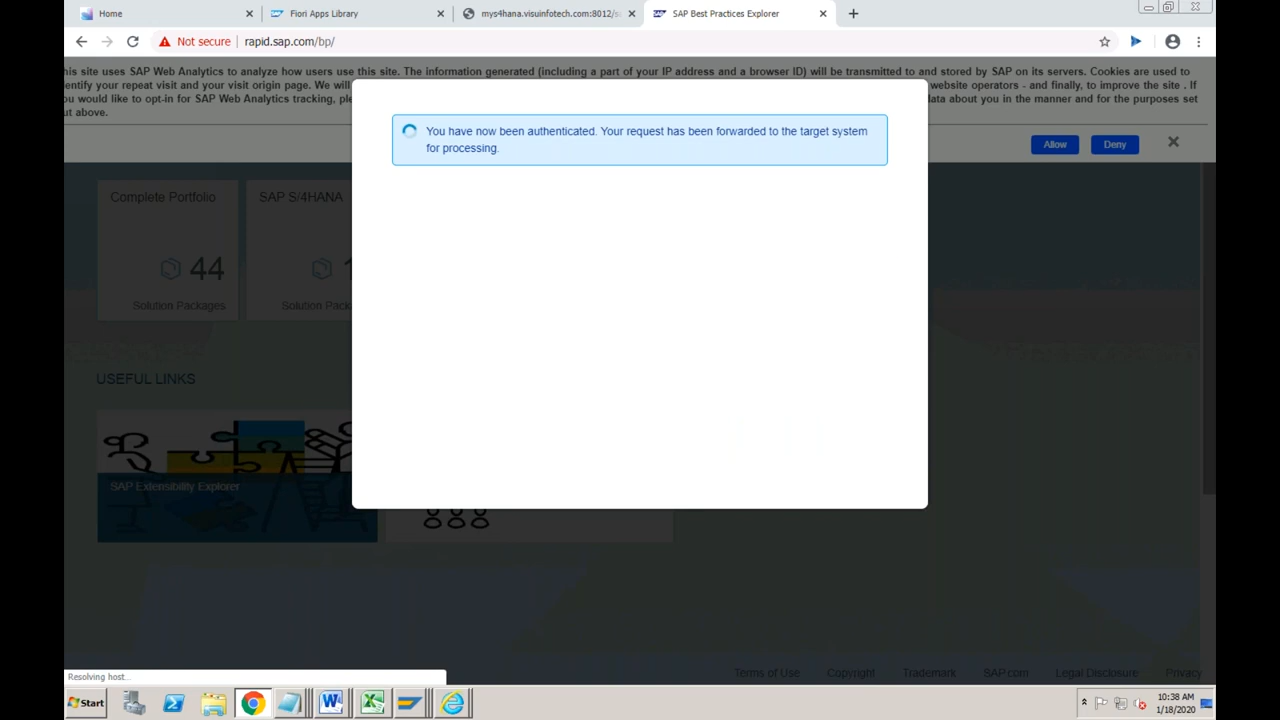 Home
Fiori Apps Library
mys4hana.visuinfotech.com:8012/s
SAP Best Practices Explorer
Not secure
rapid.sap.com/bp/
his site uses SAP Web Analytics to analyze how users use this site. The information generated (including a part of your IP address and a browser ID) will be transmitted to and stored by SAP on its servers. Cookies are used to
entify your repeat visit and your visit origin page. We will
website operators - and finally, to improve the site . If
ou would like to opt-in for SAP Web Analytics tracking, ple
data about you in the manner and for the purposes set
ut above.
You have now been authenticated. Your request has been forwarded to the target system
for processing.
Allow
Deny
Complete Portfolio
SAP S/4HANA
44
1
Solution Packages
Solution Pack
USEFUL LINKS
SAP Extensibility Explorer
Resolving host...
Terms of Use
Copyright
Trademark
SAP.com
Legal Disclosure
Privacy
Start
10:38 AM
1/18/2020